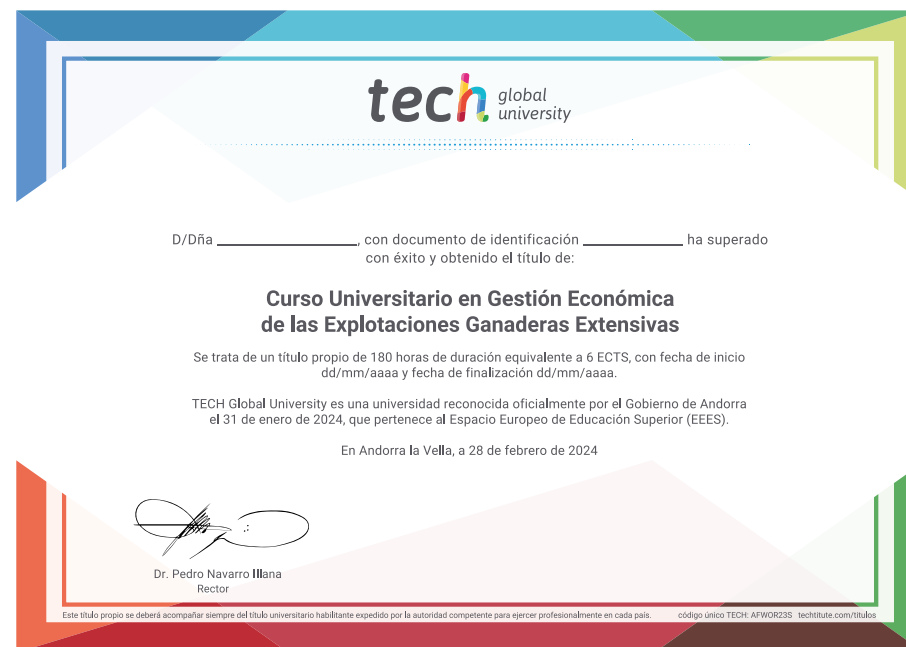 tech global
university
D/Dña ____________________, con documento de identificación ______________ ha superado
con éxito y obtenido el título de:
Curso Universitario en Gestión Económica
de las Explotaciones Ganaderas Extensivas
Se trata de un título propio de 180 horas de duración equivalente a 6 ECTS, con fecha de inicio
dd/mm/aaaa y fecha de finalización dd/mm/aaaa.
TECH Global University es una universidad reconocida oficialmente por el Gobierno de Andorra
el 31 de enero de 2024, que pertenece al Espacio Europeo de Educación Superior (EEES).
En Andorra la Vella, a 28 de febrero de 2024
Dr. Pedro Navarro Illana
Rector
Este título propio se deberá acompañar siempre del título universitario habilitante expedido por la autoridad competente para ejercer profesionalmente en cada país. código único TECH: AFWOR23S techtitute.com/titulos